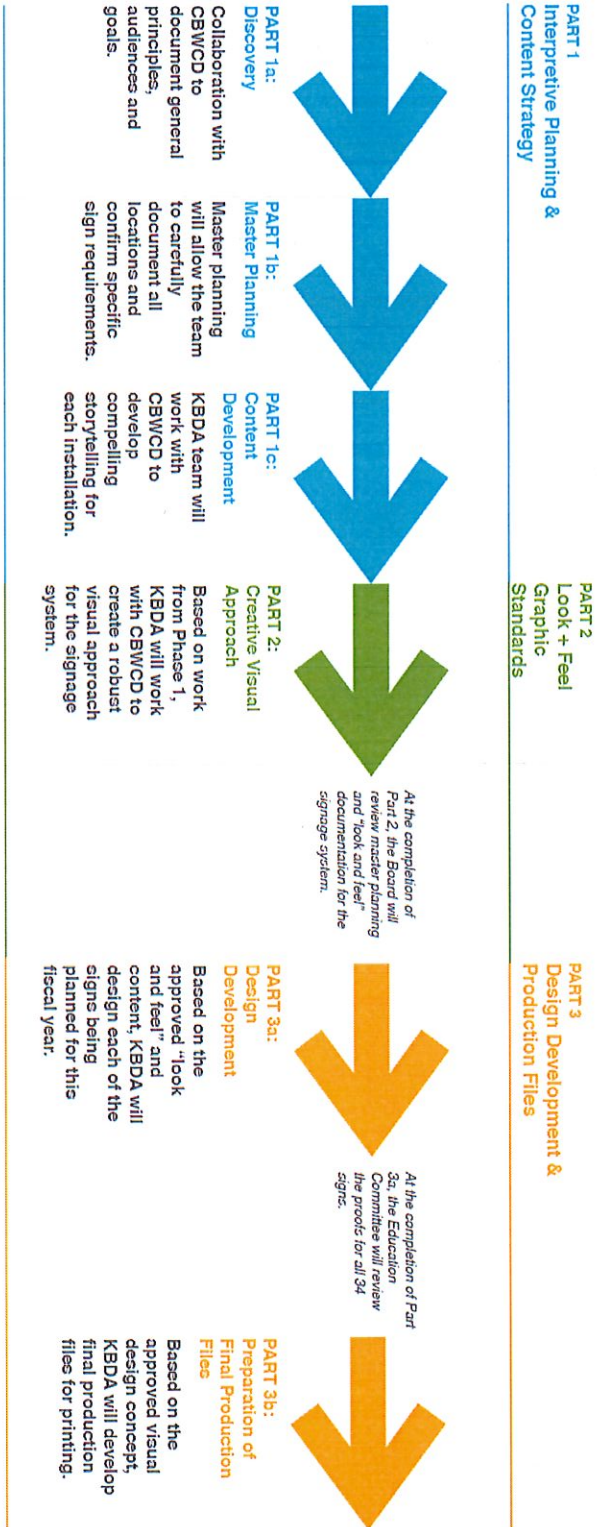 PART 1
Interpretive Planning &
Content Strategy
PART 2
Look + Feel
Graphic
Standards
PART 3
Design Development &
Production Files
PART 1a:
Discovery
Collaboration with
CBWCD to
document general
principles,
audiences and
goals.
PART 1b:
Master Planning
Master planning
will allow the team
to carefully
document all
locations and
confirm specific
sign requirements.
PART 1c:
Content
Development
KBDA team will
work with
CBWCD to
develop
compelling
storytelling for
each installation.
PART 2:
Creative Visual
Approach
Based on work
from Phase 1,
KBDA will work
with CBWCD to
create a robust
visual approach
for the signage
system.
At the completion of
Part 2, the Board will
review master planning
and "look and feel"
documentation for the
signage system.
PART 3a:
Design
Development
Based on the
approved "look
and feel" and
content, KBDA will
design each of the
signs being
planned for this
fiscal year.
At the completion of Part
3a, the Education
Committee will review
the proofs for all 34
signs.
PART 3b:
Preparation of
Final Production
Files
Based on the
approved visual
design concept,
KBDA will develop
final production
files for printing.